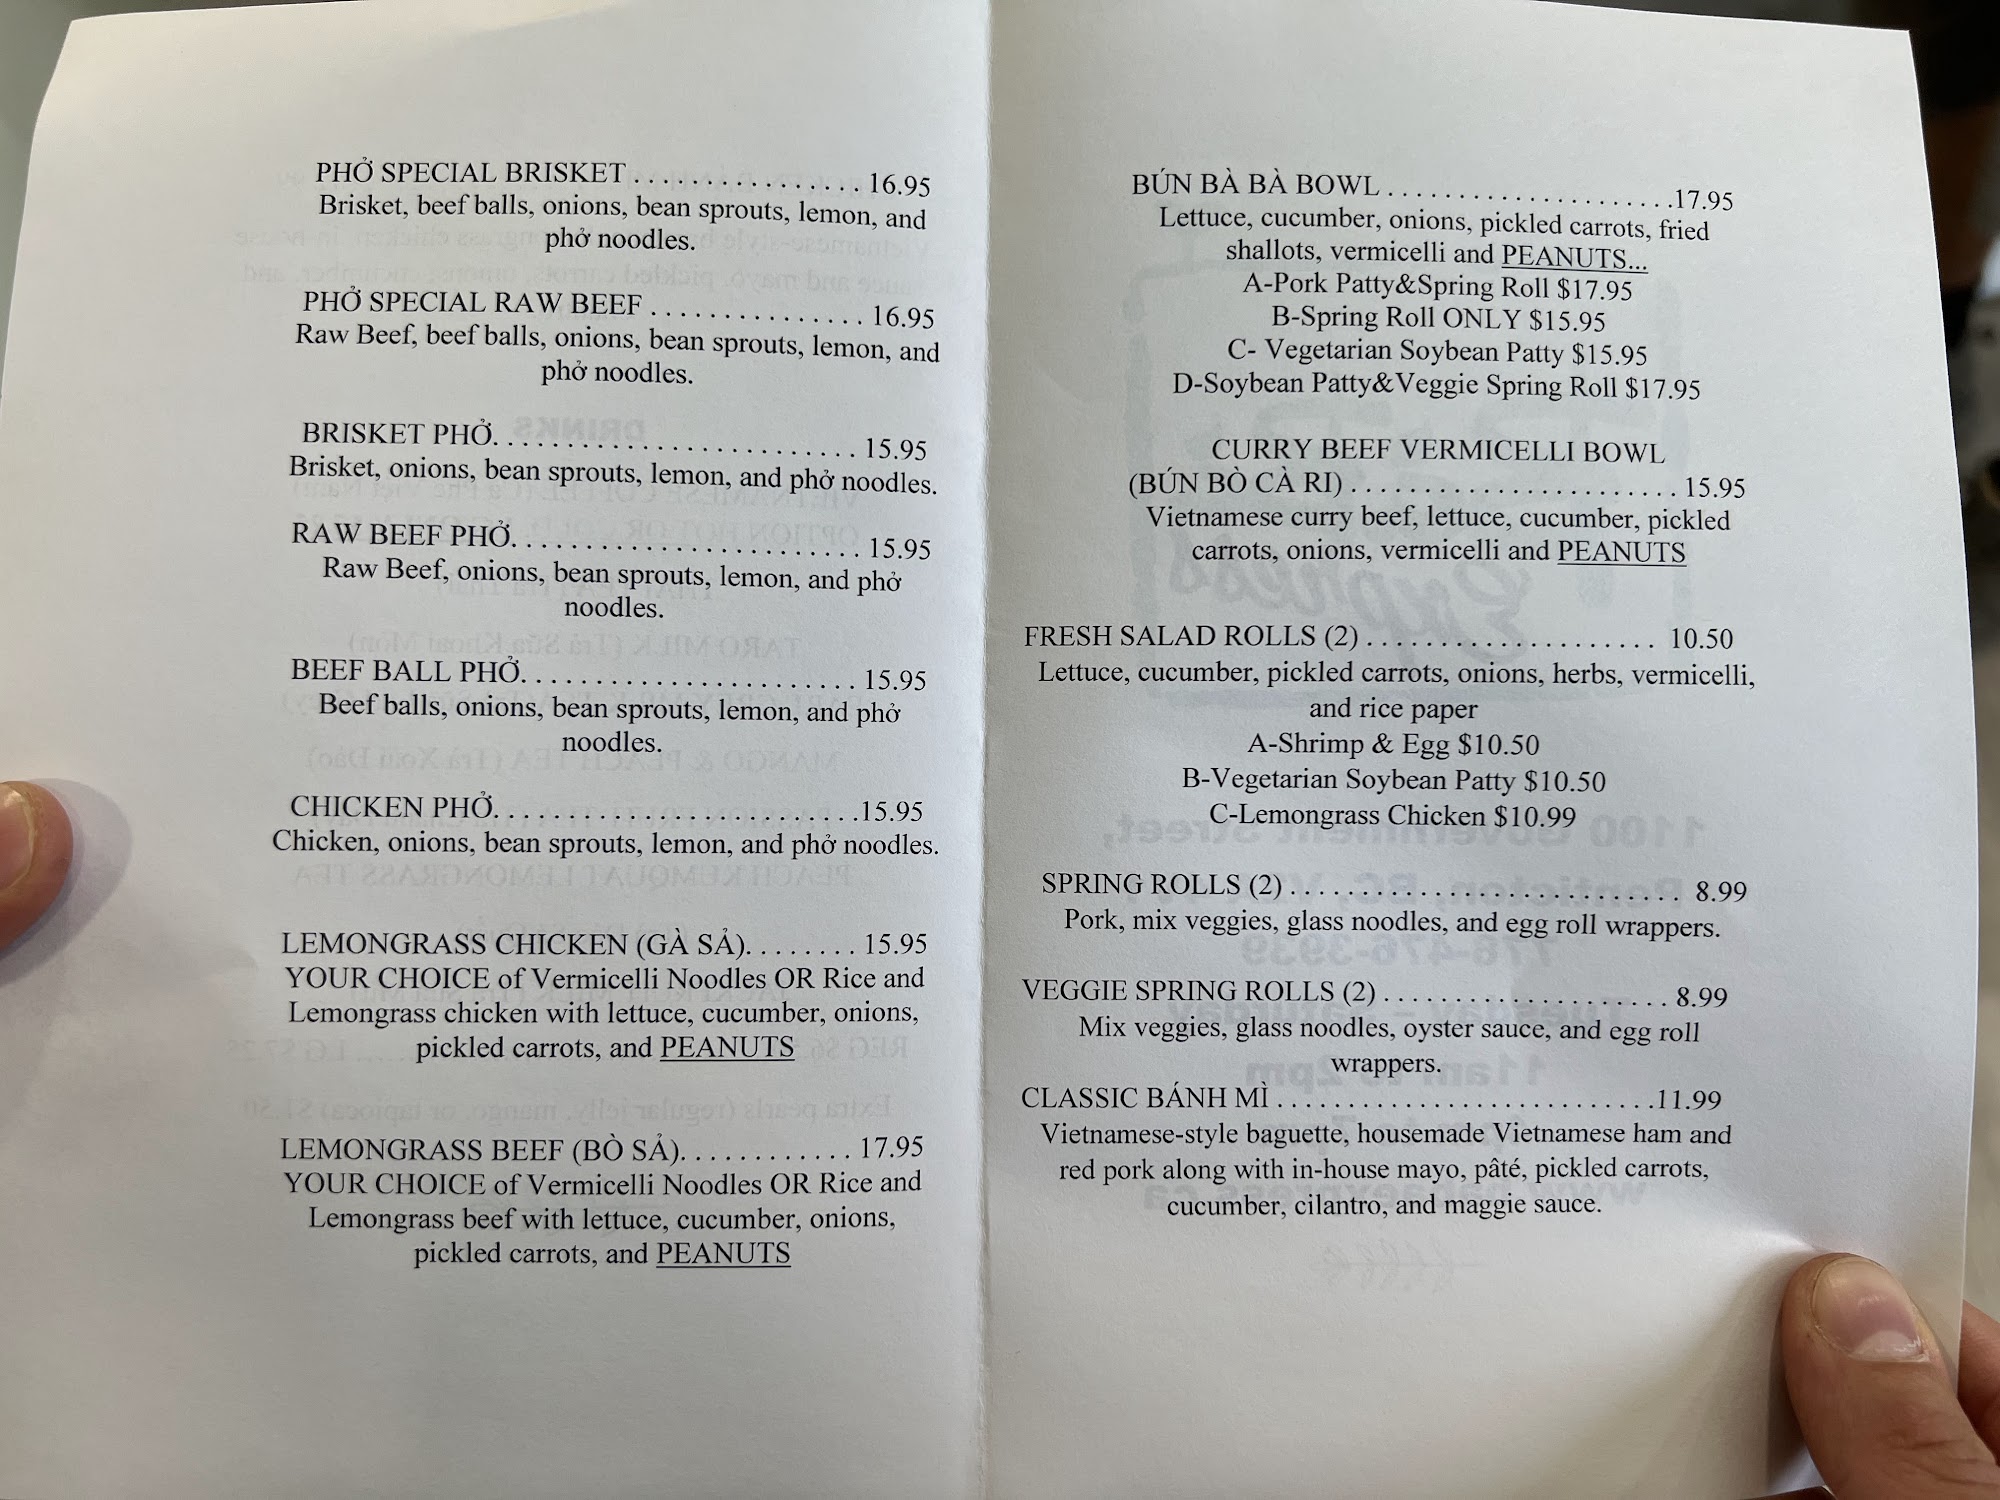 PHỞ SPECIAL BRISKET . . . . . . . . . . . . . . . . 16.95
Brisket, beef balls, onions, bean sprouts, lemon, and
phở noodles.
PHỞ SPECIAL RAW BEEF . . . . . . . . . . . . . . . 16.95
Raw Beef, beef balls, onions, bean sprouts, lemon, and
phở noodles.
BRISKET PHỞ. . . . . . . . . . . . . . . . . . . . . . . . . 15.95
Brisket, onions, bean sprouts, lemon, and phở noodles.
RAW BEEF PHỞ. . . . . . . . . . . . . . . . . . . . . . . . 15.95
Raw Beef, onions, bean sprouts, lemon, and phở
noodles.
BEEF BALL PHỞ. . . . . . . . . . . . . . . . . . . . . . . 15.95
Beef balls, onions, bean sprouts, lemon, and phở
noodles.
CHICKEN PHỞ. . . . . . . . . . . . . . . . . . . . . . . . .15.95
Chicken, onions, bean sprouts, lemon, and phở noodles.
LEMONGRASS CHICKEN (GÀ SẢ). . . . . . . . 15.95
YOUR CHOICE of Vermicelli Noodles OR Rice and
Lemongrass chicken with lettuce, cucumber, onions,
pickled carrots, and PEANUTS
LEMONGRASS BEEF (BÒ SẢ). . . . . . . . . . . . 17.95
YOUR CHOICE of Vermicelli Noodles OR Rice and
Lemongrass beef with lettuce, cucumber, onions,
pickled carrots, and PEANUTS
BÚN BÀ BÀ BOWL . . . . . . . . . . . . . . . . . . . .17.95
Lettuce, cucumber, onions, pickled carrots, fried
shallots, vermicelli and PEANUTS...
A-Pork Patty&Spring Roll $17.95
B-Spring Roll ONLY $15.95
C- Vegetarian Soybean Patty $15.95
D-Soybean Patty&Veggie Spring Roll $17.95
CURRY BEEF VERMICELLI BOWL
(BÚN BÒ CÀ RI) . . . . . . . . . . . . . . . . . . . . . . . 15.95
Vietnamese curry beef, lettuce, cucumber, pickled
carrots, onions, vermicelli and PEANUTS
FRESH SALAD ROLLS (2) . . . . . . . . . . . . . . . . . . . . 10.50
Lettuce, cucumber, pickled carrots, onions, herbs, vermicelli,
and rice paper
A-Shrimp & Egg $10.50
B-Vegetarian Soybean Patty $10.50
C-Lemongrass Chicken $10.99
SPRING ROLLS (2) . . . . . . . . . . . . . . . . . . . . . . . . . . . 8.99
Pork, mix veggies, glass noodles, and egg roll wrappers.
VEGGIE SPRING ROLLS (2) . . . . . . . . . . . . . . . . . . . . 8.99
Mix veggies, glass noodles, oyster sauce, and egg roll
wrappers.
CLASSIC BÁNH MÌ . . . . . . . . . . . . . . . . . . . . . . . . . .11.99
Vietnamese-style baguette, housemade Vietnamese ham and
red pork along with in-house mayo, pâté, pickled carrots,
cucumber, cilantro, and maggie sauce.